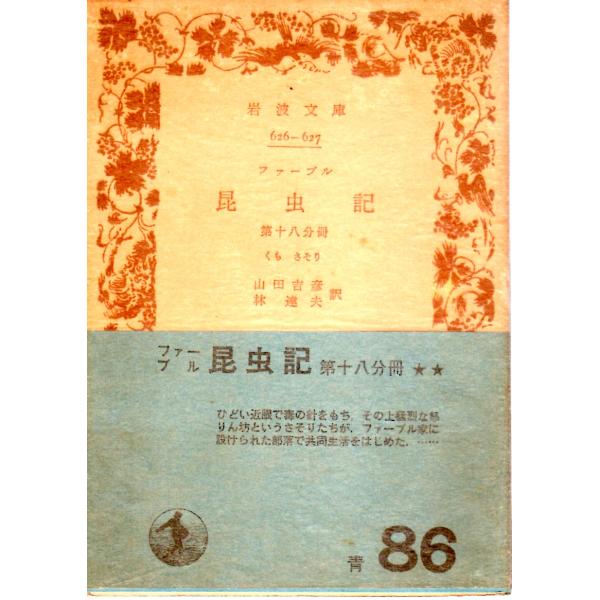 岩波文庫
626—627
ファーブル
昆虫記
第十八分冊
くも さそり
山田吉彦
林達夫 訳
ファーブル 昆虫記 第十八分冊 ★★
ひどい近眼で毒の針をもち,その上猛烈な怒
りん坊というさそりたちが,ファーブル家に
設けられた部落で共同生活をはじめた.……
青 86